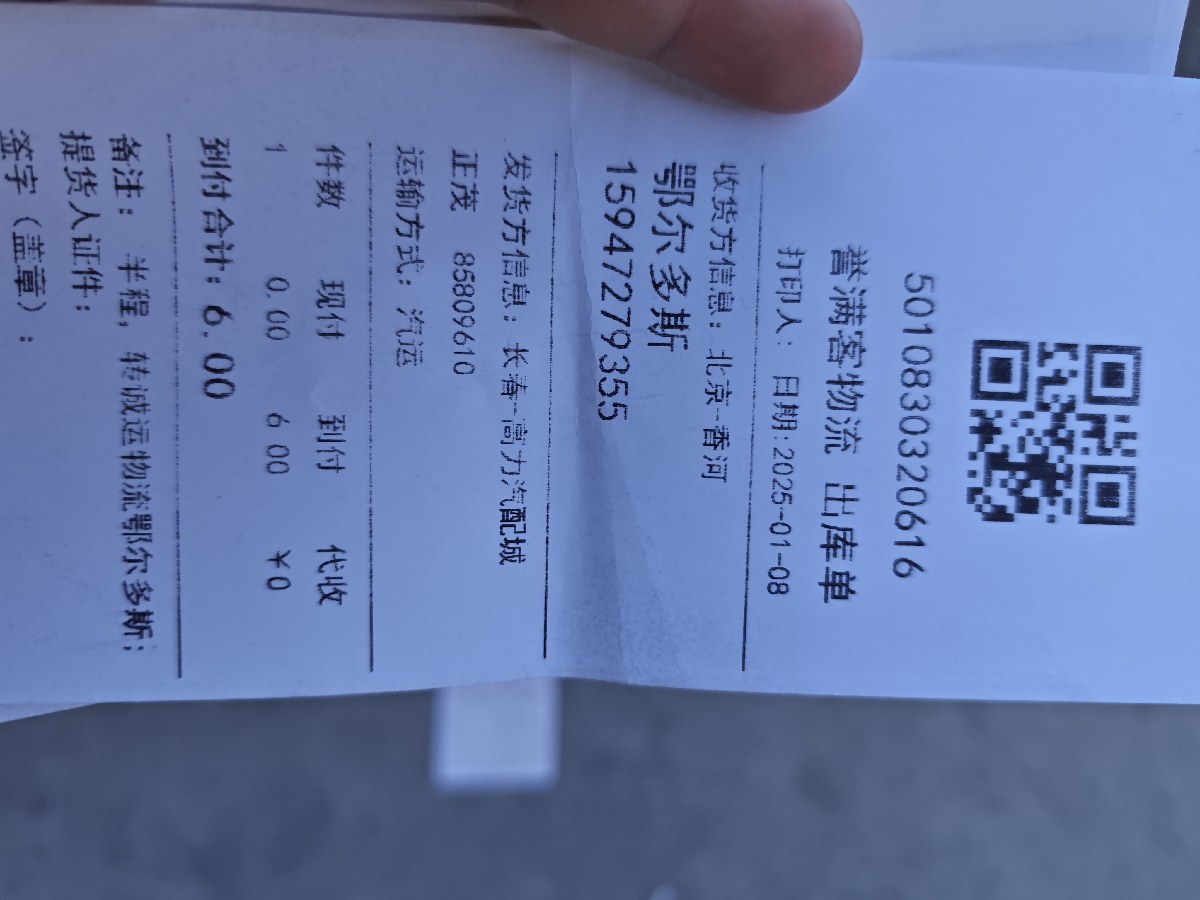 5010830320616
誉满客物流 出库单
打印人： 日期:2025-01-08
收货方信息：北京-香河
鄂尔多斯
15947279355
发货方信息：长春-高力汽配城
正茂 85809610
运输方式：汽运
件数 现付 到付 代收
1 0.00 6.00 ¥0
到付合计：6.00
备注： 半程，转诚运物流鄂尔多斯；
提货人证件：
签字（盖章）：